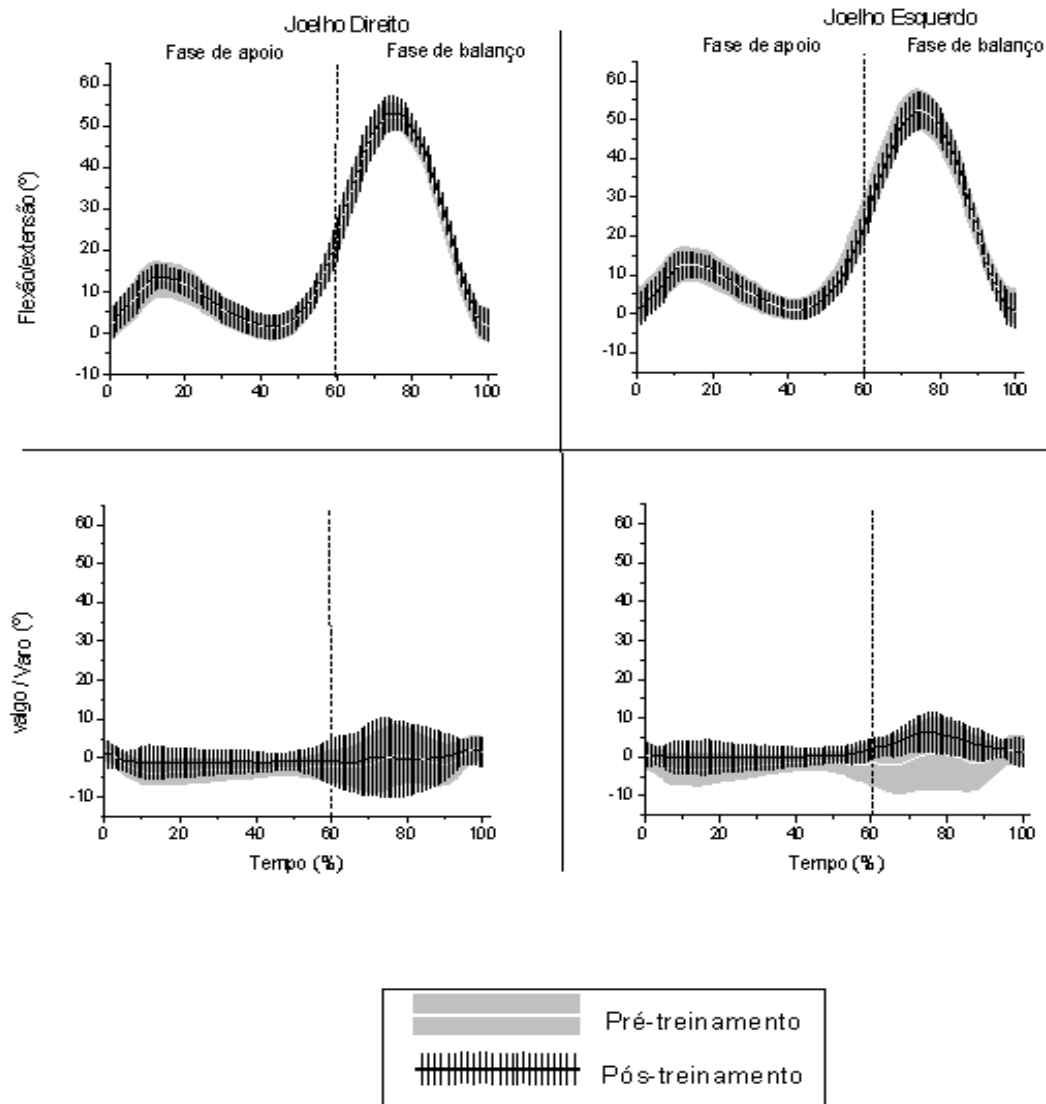 Joelho Direito
Joelho Esquerdo
Fase de apoio
Fase de balanço
Fase de apoio
Fase de balanço
Flexão/extensão (º)
60
50
40
30
20
10
0
-10
0 20 40 60 80 100
60
50
40
30
20
10
0
-10
0 20 40 60 80 100
valgo / Varo (º)
60
50
40
30
20
10
0
-10
0 20 40 60 80 100
Tempo (%)
60
50
40
30
20
10
0
-10
0 20 40 60 80 100
Tempo (%)
Pré-treinamento
Pós-treinamento